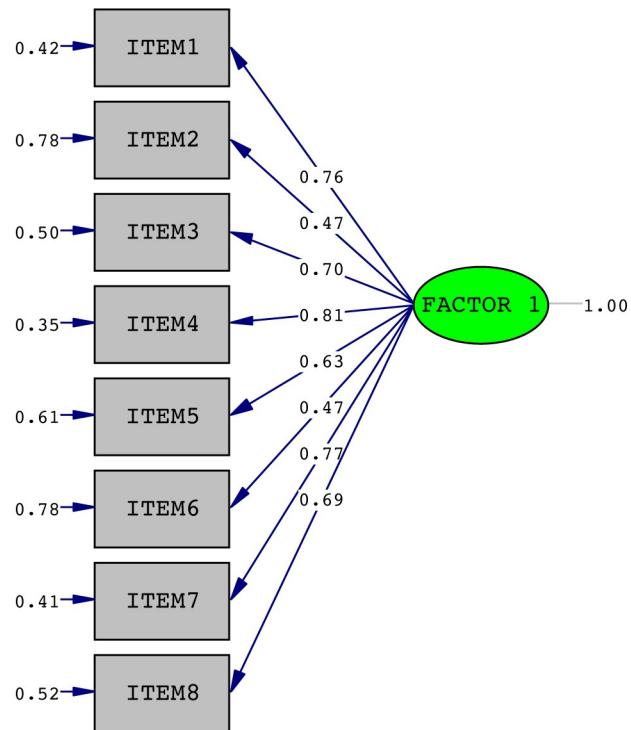 0.42 ITEM1
0.78 ITEM2
0.76
0.47
0.50 ITEM3
0.70
FACTOR 1 1.00
0.35 ITEM4
0.81
0.63
0.61 ITEM5
0.47
0.77
0.69
0.78 ITEM6
0.41 ITEM7
0.52 ITEM8